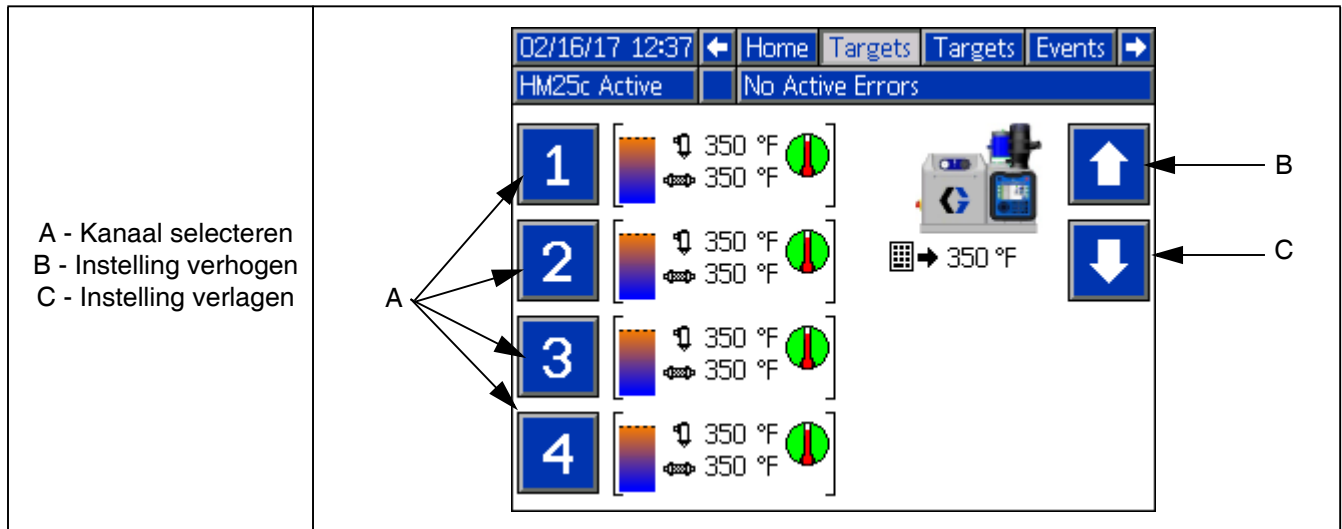 A - Kanaal selecteren
B - Instelling verhogen
C - Instelling verlagen
02/16/17 12:37 Home Targets Targets Events
HM25c Active No Active Errors
1 350 °F
350 °F
2 350 °F
350 °F
3 350 °F
350 °F
4 350 °F
350 °F
350 °F
A
B
C